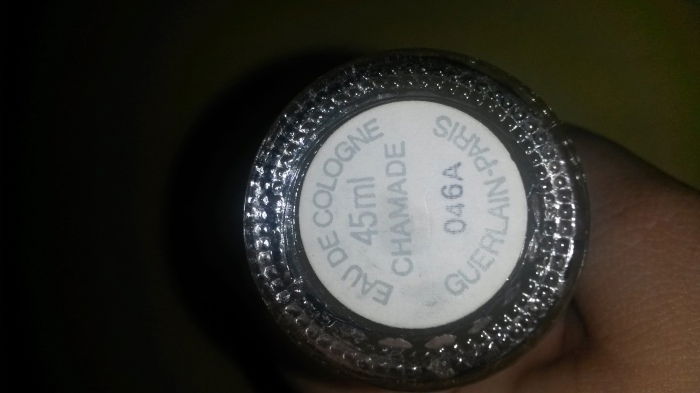 EAU DE COLOGNE
45ml
CHAMADE
046A
GUERLAIN-PARIS